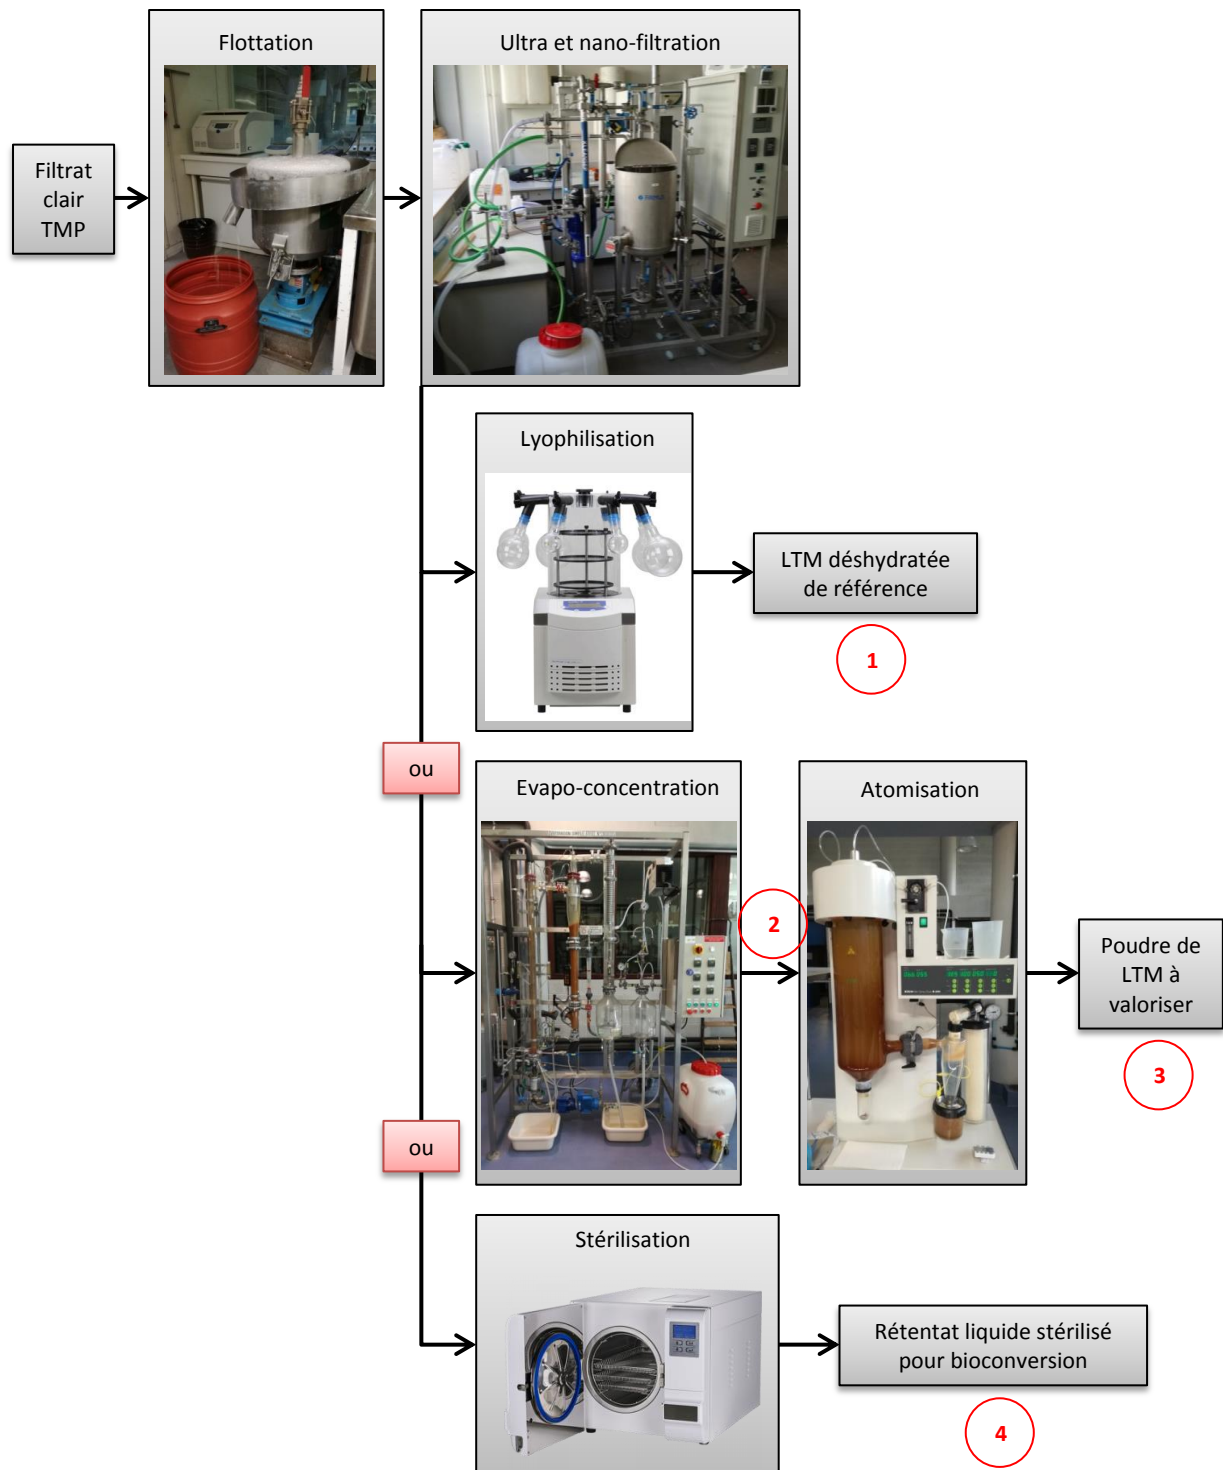 Flottation
Ultra et nano-filtration
Filtrat
clair
TMP
Lyophilisation
LTM déshydratée
de référence
1
ou
Evapo-concentration
Atomisation
2
Poudre de
LTM à
valoriser
3
ou
Stérilisation
Rétentat liquide stérilisé
pour bioconversion
4